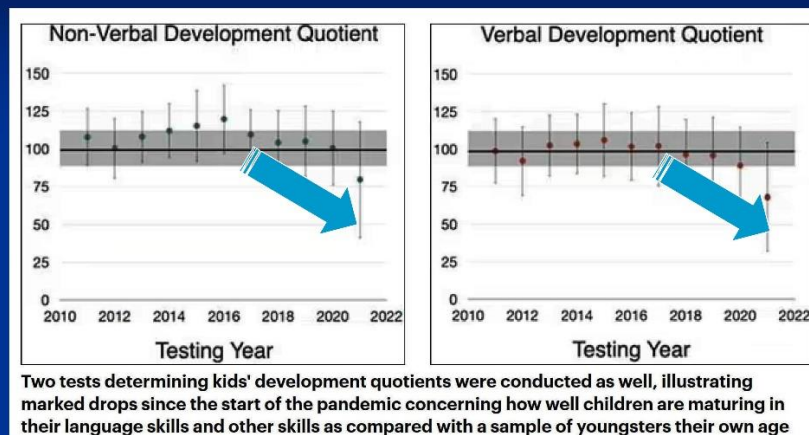 Non-Verbal Development Quotient
150
125
100
75
50
25
0
2010 2012 2014 2016 2018 2020 2022
Testing Year
Verbal Development Quotient
150
125
100
75
50
25
0
2010 2012 2014 2016 2018 2020 2022
Testing Year
Two tests determining kids' development quotients were conducted as well, illustrating
marked drops since the start of the pandemic concerning how well children are maturing in
their language skills and other skills as compared with a sample of youngsters their own age